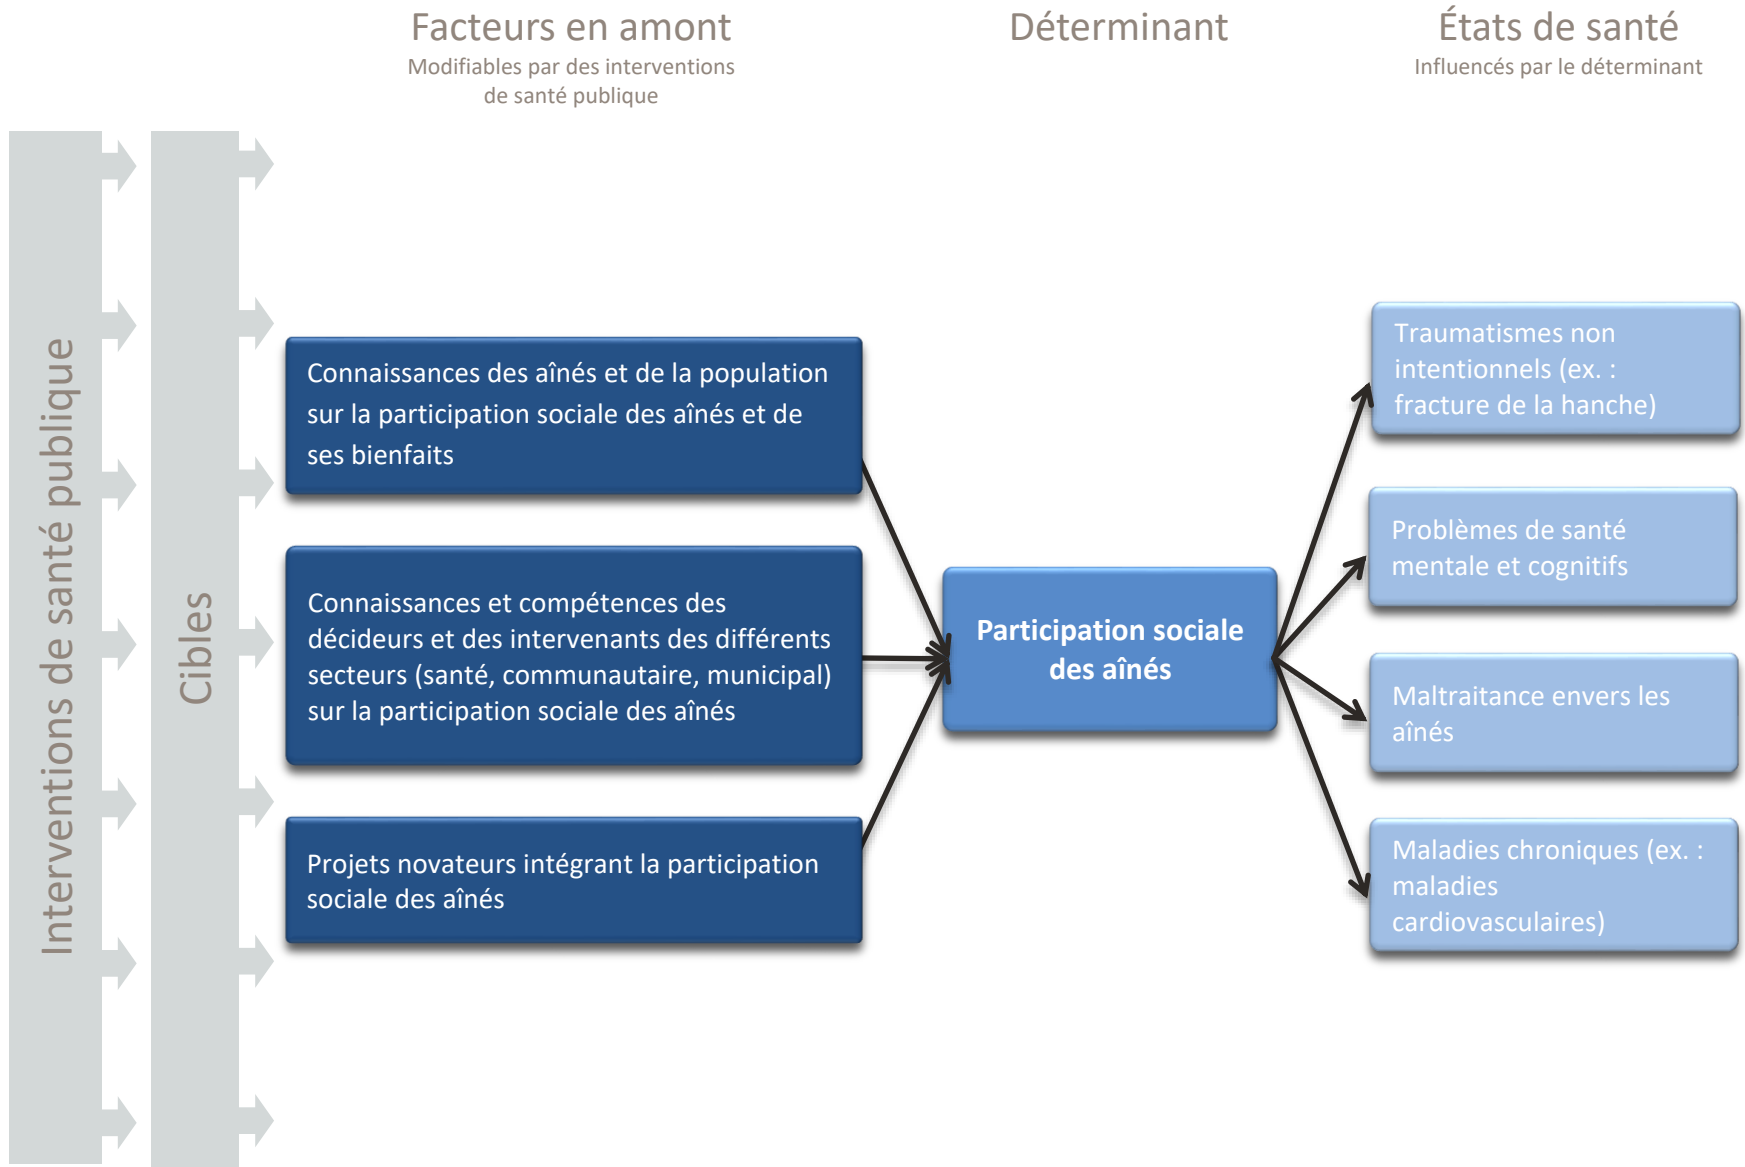 Facteurs en amont
Modifiables par des interventions
de santé publique
Déterminant
États de santé
Influencés par le déterminant
Interventions de santé publique
Cibles
Connaissances des aînés et de la population
sur la participation sociale des aînés et de
ses bienfaits
Connaissances et compétences des
décideurs et des intervenants des différents
secteurs (santé, communautaire, municipal)
sur la participation sociale des aînés
Projets novateurs intégrant la participation
sociale des aînés
Participation sociale
des aînés
Traumatismes non
intentionnels (ex. :
fracture de la hanche)
Problèmes de santé
mentale et cognitifs
Maltraitance envers les
aînés
Maladies chroniques (ex. :
maladies
cardiovasculaires)